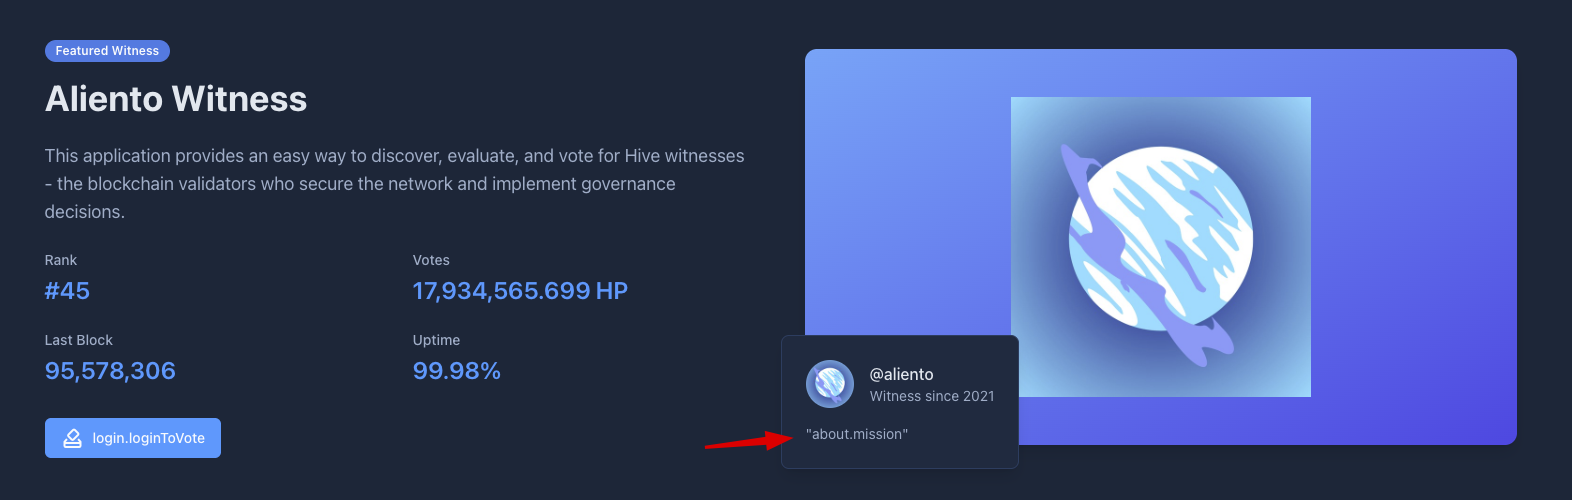 Featured Witness
Aliento Witness
This application provides an easy way to discover, evaluate, and vote for Hive witnesses
- the blockchain validators who secure the network and implement governance
decisions.
Rank
#45
Votes
17,934,565.699 HP
Last Block
95,578,306
Uptime
99.98%
login.loginToVote
@aliento
Witness since 2021
"about.mission"